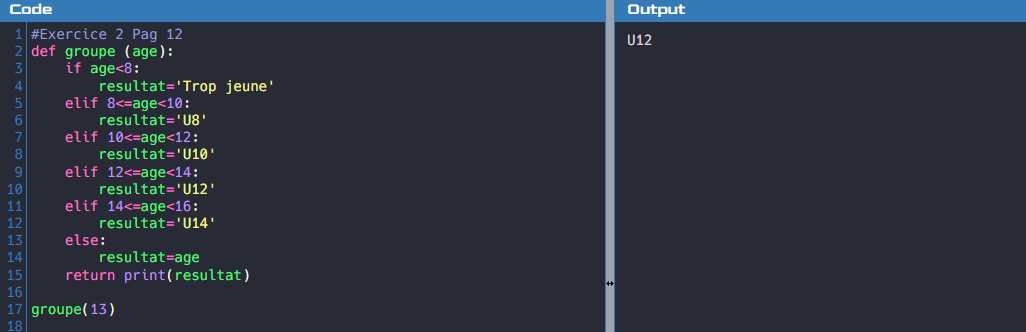 Code
1 #Exercice 2 Pag 12
2 def groupe (age):
3     if age<8:
4         resultat='Trop jeune'
5     elif 8<=age<10:
6         resultat='U8'
7     elif 10<=age<12:
8         resultat='U10'
9     elif 12<=age<14:
10         resultat='U12'
11     elif 14<=age<16:
12         resultat='U14'
13     else:
14         resultat=age
15     return print(resultat)
16
17 groupe(13)
18
Output
U12